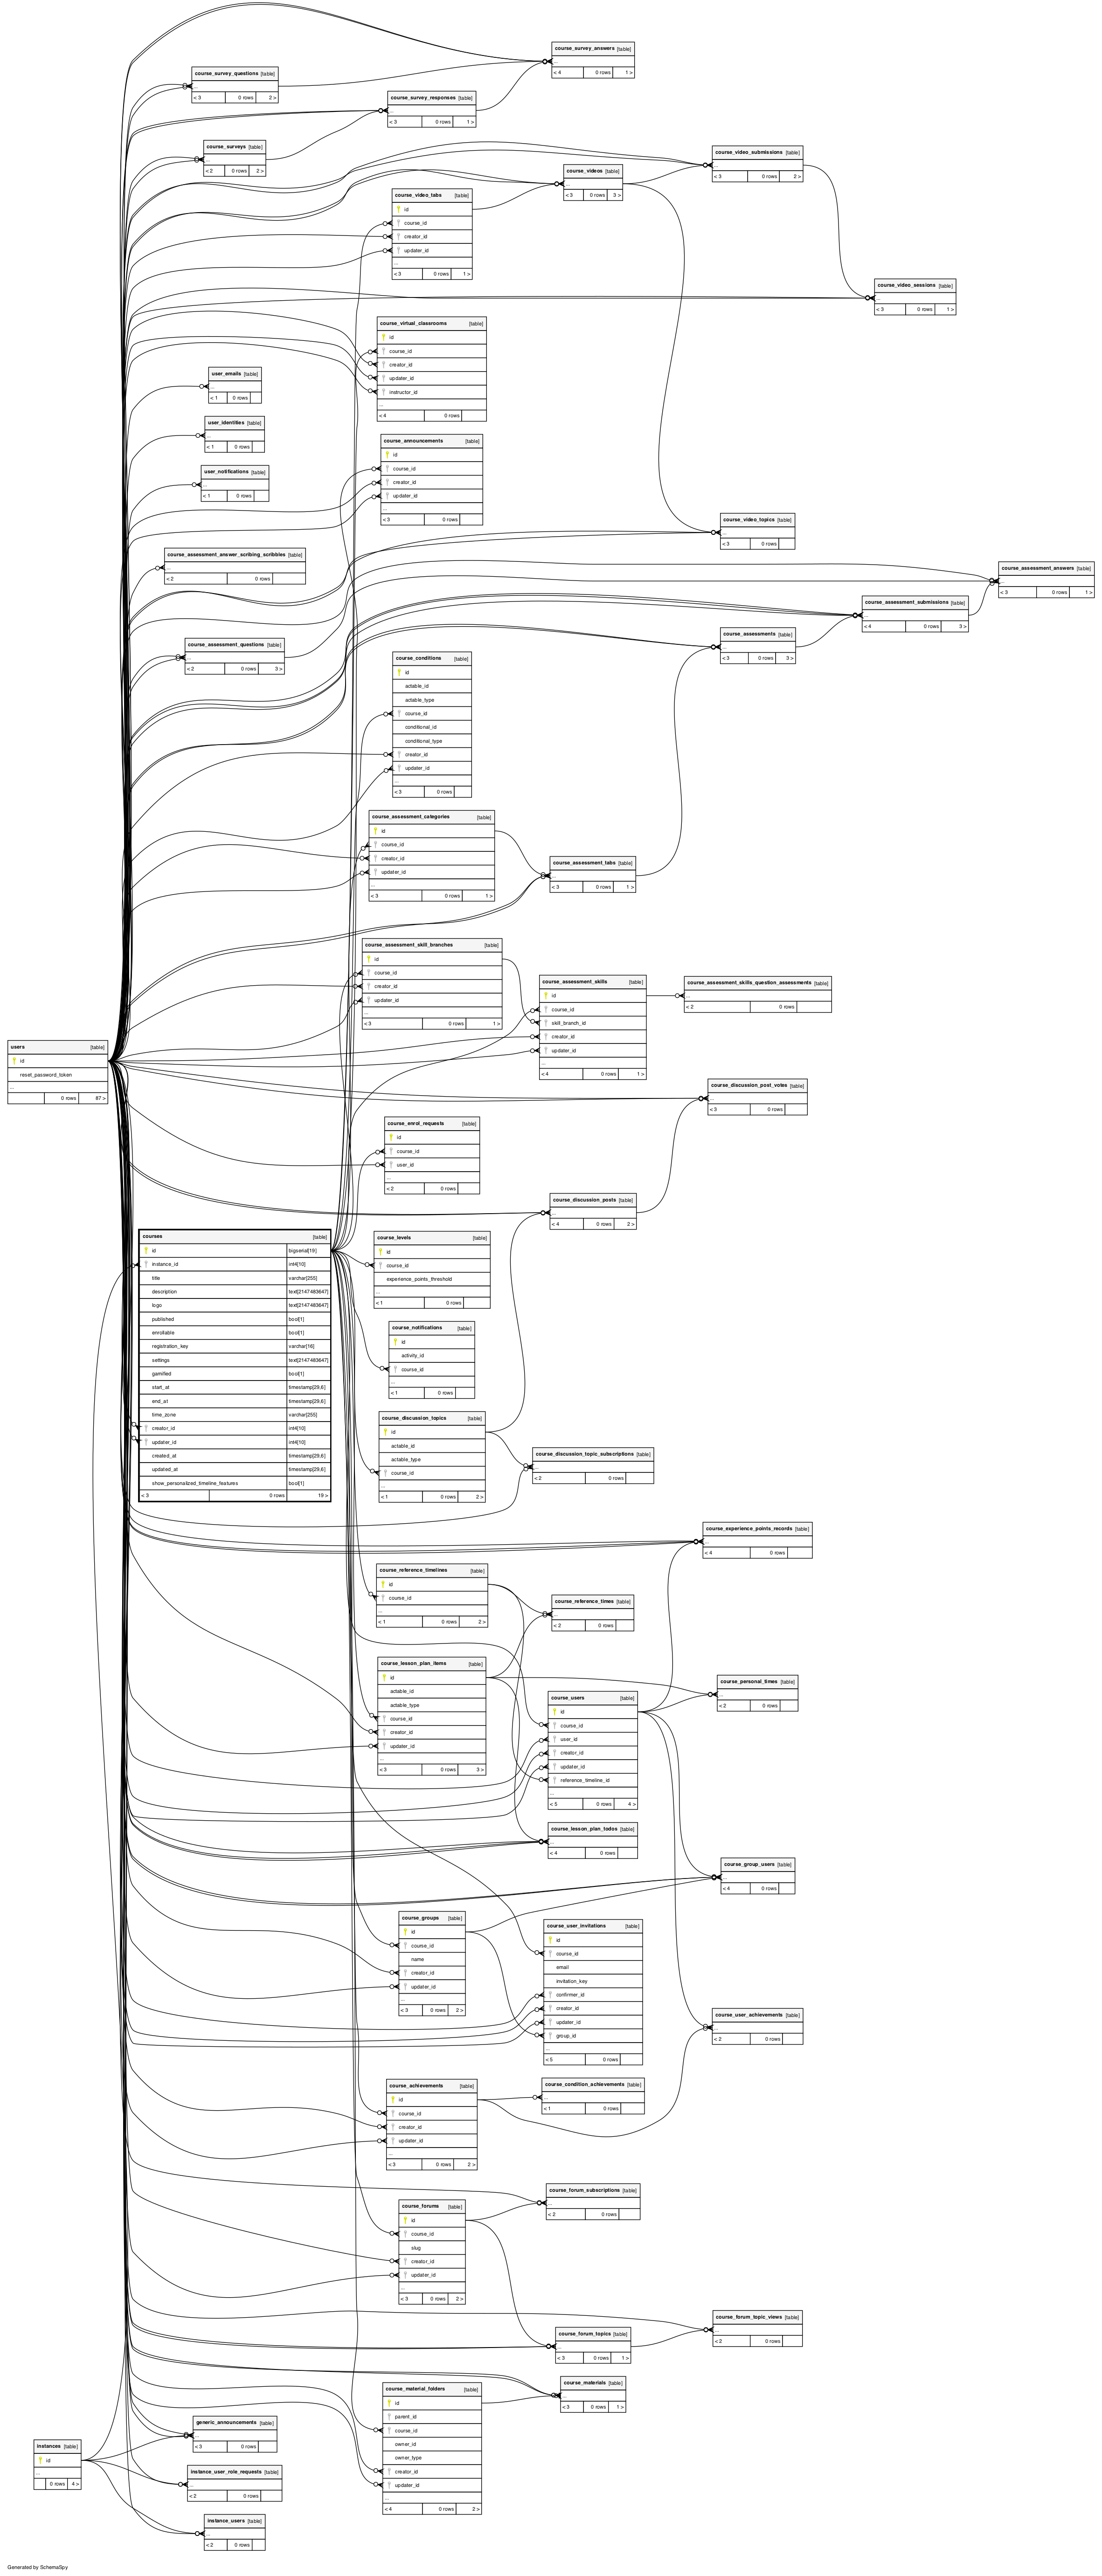 course_survey_answers [table]
...
< 4 0 rows 1 >
course_survey_questions [table]
...
< 3 0 rows 2 >
course_survey_responses [table]
...
< 3 0 rows 1 >
course_surveys [table]
...
< 2 0 rows 2 >
course_video_submissions [table]
...
< 3 0 rows 2 >
course_videos [table]
...
< 3 0 rows 3 >
course_video_tabs [table]
id
course_id
creator_id
updater_id
...
< 3 0 rows 1 >
course_video_sessions [table]
...
< 3 0 rows 1 >
course_virtual_classrooms [table]
id
course_id
creator_id
updater_id
instructor_id
...
< 4 0 rows
user_emails [table]
...
< 1 0 rows
user_identities [table]
...
< 1 0 rows
user_notifications [table]
...
< 1 0 rows
course_announcements [table]
id
course_id
creator_id
updater_id
...
< 3 0 rows
course_video_topics [table]
...
< 3 0 rows
course_assessment_answer_scribing_scribbles [table]
...
< 2 0 rows
course_assessment_answers [table]
...
< 3 0 rows 1 >
course_assessment_submissions [table]
...
< 4 0 rows 3 >
course_assessments [table]
...
< 3 0 rows 3 >
course_assessment_questions [table]
...
< 2 0 rows 3 >
course_conditions [table]
id
actable_id
actable_type
course_id
conditional_id
conditional_type
creator_id
updater_id
...
< 3 0 rows
course_assessment_categories [table]
id
course_id
creator_id
updater_id
...
< 3 0 rows 1 >
course_assessment_tabs [table]
...
< 3 0 rows 1 >
course_assessment_skill_branches [table]
id
course_id
creator_id
updater_id
...
< 3 0 rows 1 >
course_assessment_skills [table]
id
course_id
skill_branch_id
creator_id
updater_id
...
< 4 0 rows 1 >
course_assessment_skills_question_assessments [table]
...
< 2 0 rows
users [table]
id
reset_password_token
...
0 rows 87 >
course_discussion_post_votes [table]
...
< 3 0 rows
course_enrol_requests [table]
id
course_id
user_id
...
< 2 0 rows
course_discussion_posts [table]
...
< 4 0 rows 2 >
courses [table]
id bigserial[19]
instance_id int4[10]
title varchar[255]
description text[2147483647]
logo text[2147483647]
published bool[1]
enrollable bool[1]
registration_key varchar[16]
settings text[2147483647]
gamified bool[1]
start_at timestamp[29,6]
end_at timestamp[29,6]
time_zone varchar[255]
creator_id int4[10]
updater_id int4[10]
created_at timestamp[29,6]
updated_at timestamp[29,6]
show_personalized_timeline_features bool[1]
< 3 0 rows 19 >
course_levels [table]
id
course_id
experience_points_threshold
...
< 1 0 rows
course_notifications [table]
id
activity_id
course_id
...
< 1 0 rows
course_discussion_topics [table]
id
actable_id
actable_type
course_id
...
< 1 0 rows 2 >
course_discussion_topic_subscriptions [table]
...
< 2 0 rows
course_experience_points_records [table]
...
< 4 0 rows
course_reference_timelines [table]
id
course_id
...
< 1 0 rows 2 >
course_reference_times [table]
...
< 2 0 rows
course_lesson_plan_items [table]
id
actable_id
actable_type
course_id
creator_id
updater_id
...
< 3 0 rows 3 >
course_personal_times [table]
...
< 2 0 rows
course_users [table]
id
course_id
user_id
creator_id
updater_id
reference_timeline_id
...
< 5 0 rows 4 >
course_lesson_plan_todos [table]
...
< 4 0 rows
course_group_users [table]
...
< 4 0 rows
course_groups [table]
id
course_id
name
creator_id
updater_id
...
< 3 0 rows 2 >
course_user_invitations [table]
id
course_id
email
invitation_key
confirmer_id
creator_id
updater_id
group_id
...
< 5 0 rows
course_user_achievements [table]
...
< 2 0 rows
course_achievements [table]
id
course_id
creator_id
updater_id
...
< 3 0 rows 2 >
course_condition_achievements [table]
...
< 1 0 rows
course_forum_subscriptions [table]
...
< 2 0 rows
course_forums [table]
id
course_id
slug
creator_id
updater_id
...
< 3 0 rows 2 >
course_forum_topic_views [table]
...
< 2 0 rows
course_forum_topics [table]
...
< 3 0 rows 1 >
course_materials [table]
...
< 3 0 rows 1 >
course_material_folders [table]
id
parent_id
course_id
owner_id
owner_type
creator_id
updater_id
...
< 4 0 rows 2 >
generic_announcements [table]
...
< 3 0 rows
instances [table]
id
...
0 rows 4 >
instance_user_role_requests [table]
...
< 2 0 rows
instance_users [table]
...
< 2 0 rows
Generated by SchemaSpy